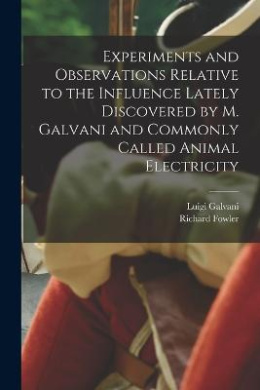 Experiments and
Observations Relative
to the Influence Lately
Discovered by M.
Galvani and Commonly
Called Animal
Electricity
Luigi Galvani
Richard Fowler